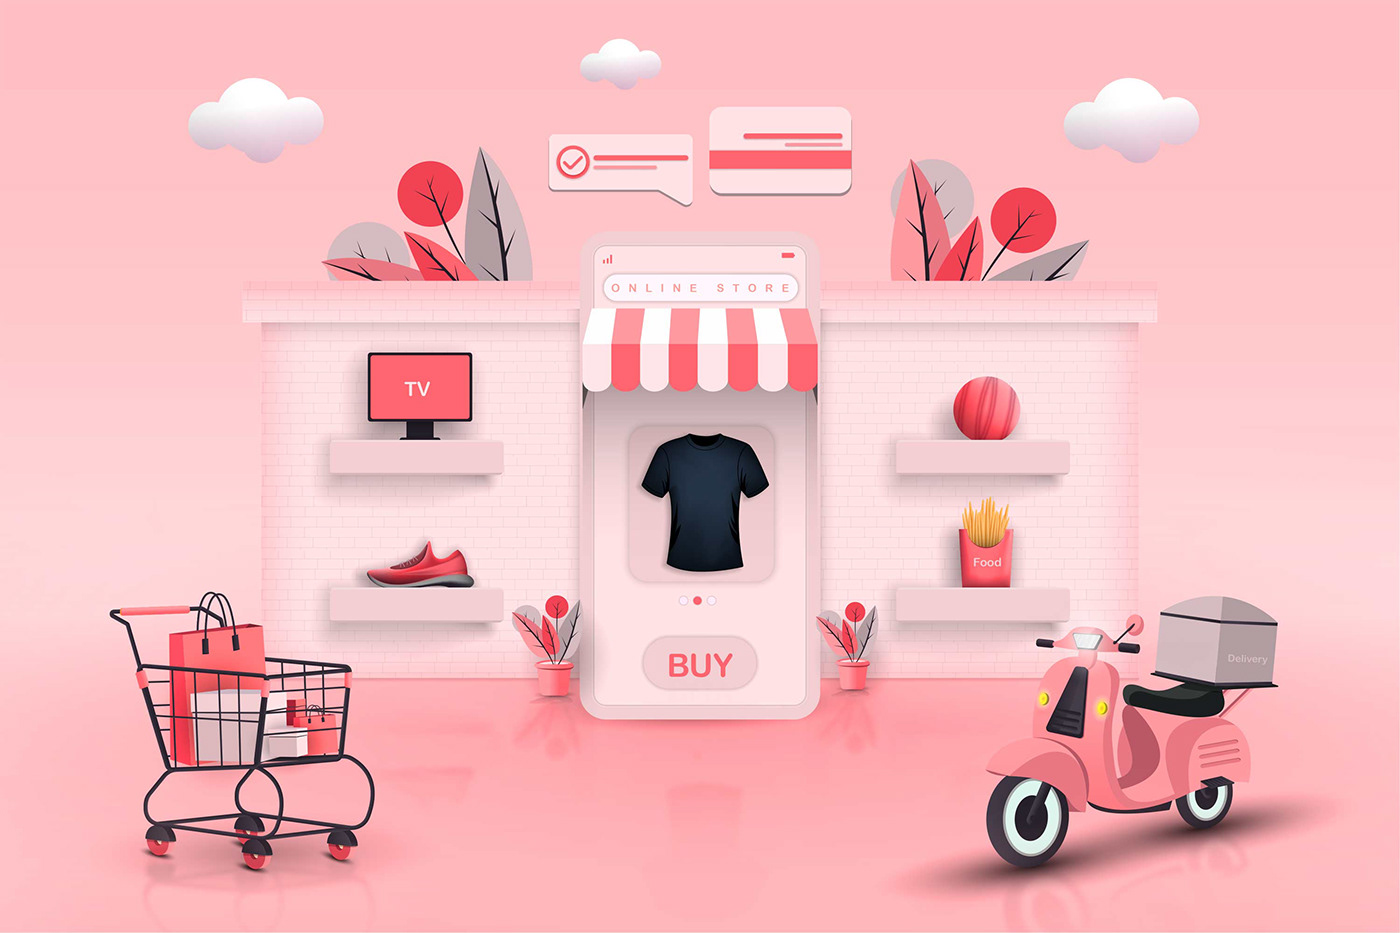 ONLINE STORE
TV
Food
BUY
Delivery